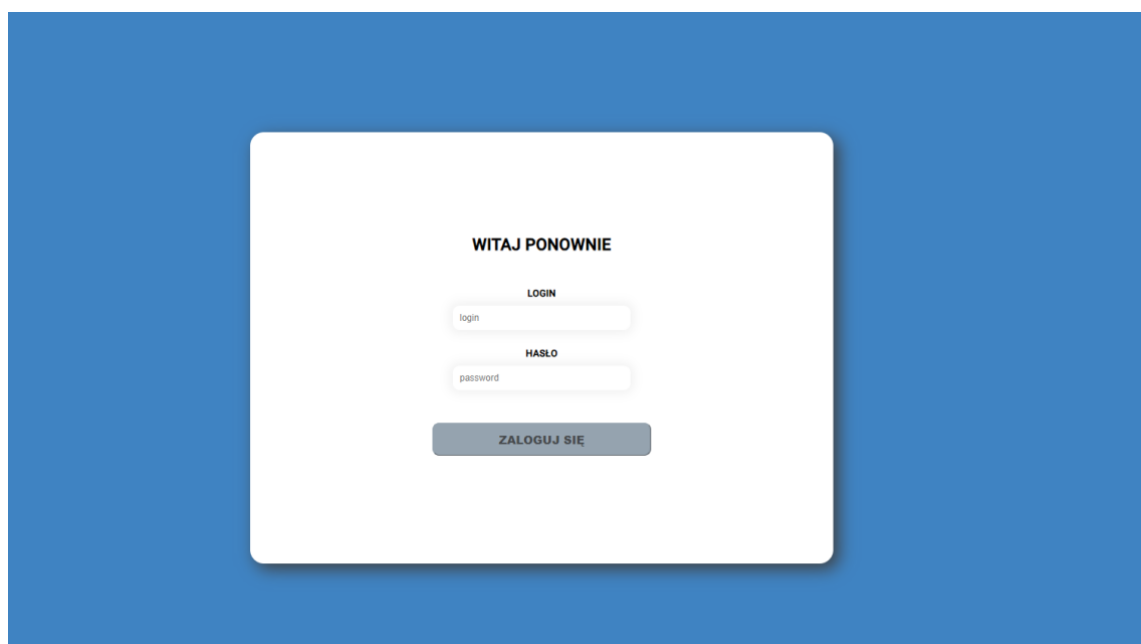 WITAJ PONOWNIE
LOGIN
login
HASŁO
password
ZALOGUJ SIĘ